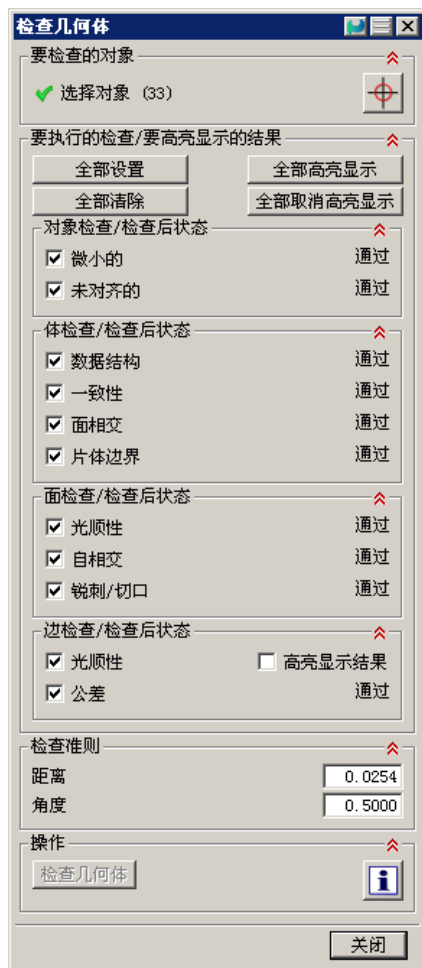 检查几何体
要检查的对象
选择对象 (33)
要执行的检查/要高亮显示的结果
全部设置 全部高亮显示
全部清除 全部取消高亮显示
对象检查/检查后状态
微小的 通过
未对齐的 通过
体检查/检查后状态
数据结构 通过
一致性 通过
面相交 通过
片体边界 通过
面检查/检查后状态
光顺性 通过
自相交 通过
锐刺/切口 通过
边检查/检查后状态
光顺性 高亮显示结果
公差 通过
检查准则
距离 0.0254
角度 0.5000
操作
检查几何体
关闭